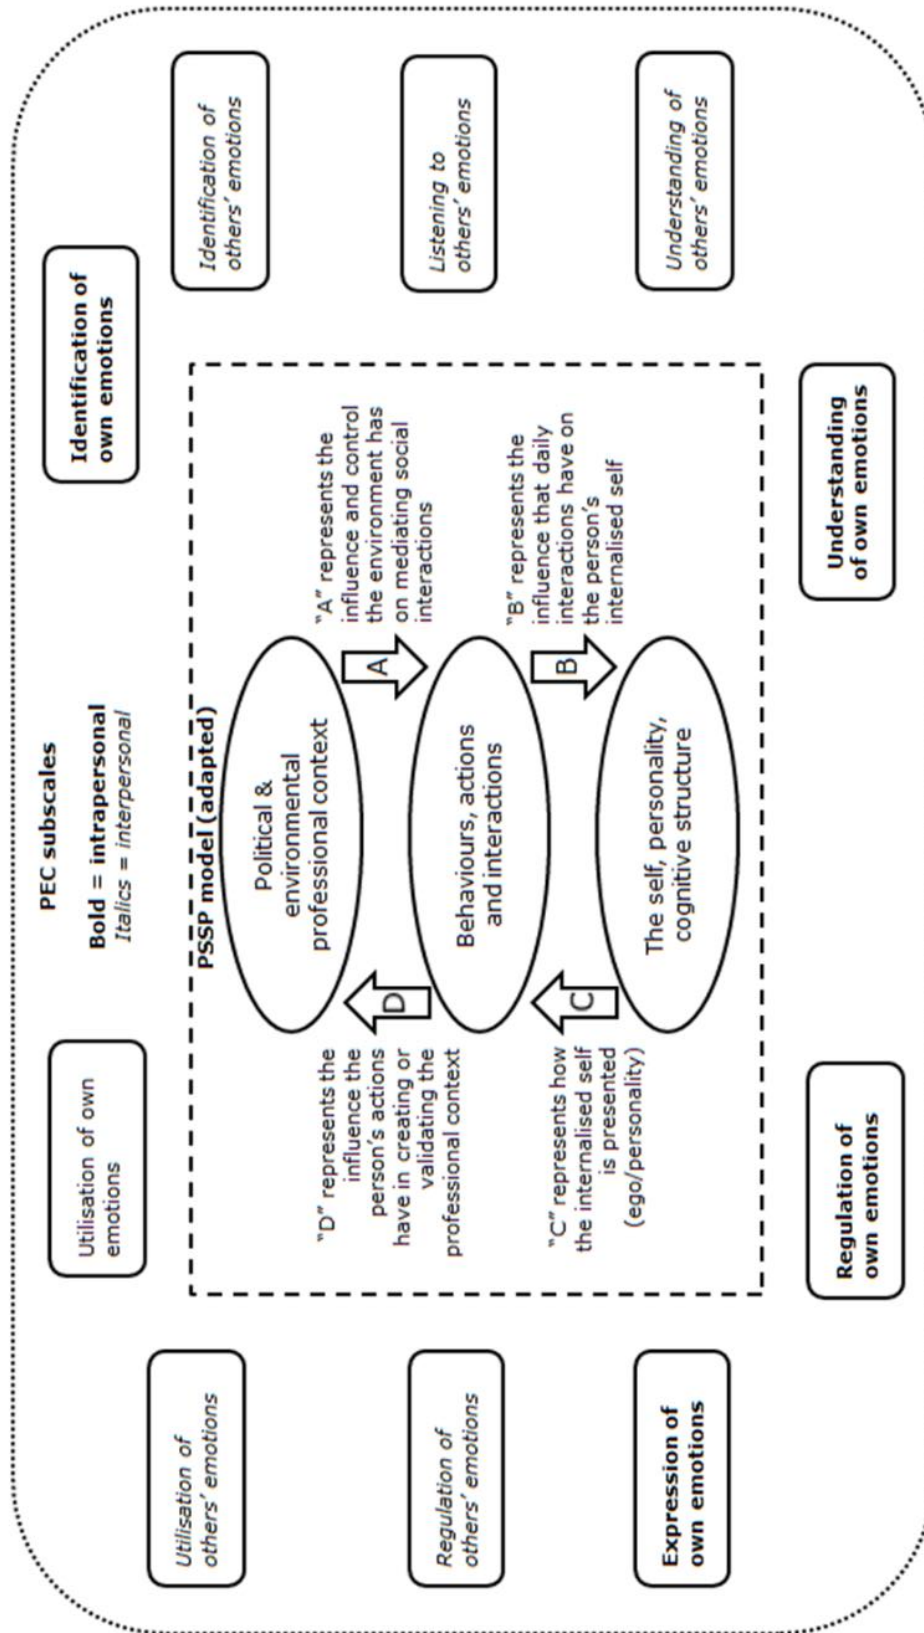 PEC subscales
Bold = intrapersonal
Italics = interpersonal
Utilisation of own
emotions
Identification of
own emotions
Utilisation of
others' emotions
Identification of
others' emotions
Regulation of
others' emotions
Listening to
others' emotions
Expression of
own emotions
Understanding of
others' emotions
Regulation of
own emotions
Understanding
of own emotions
PSSP model (adapted)
Political &
environmental
professional context
"D" represents the
influence the
person's actions
have in creating or
validating the
professional context
D
A
"A" represents the
influence and control
the environment has
on mediating social
interactions
Behaviours, actions
and interactions
"C" represents how
the internalised self
is presented
(ego/personality)
C
B
"B" represents the
influence that daily
interactions have on
the person's
internalised self
The self, personality,
cognitive structure